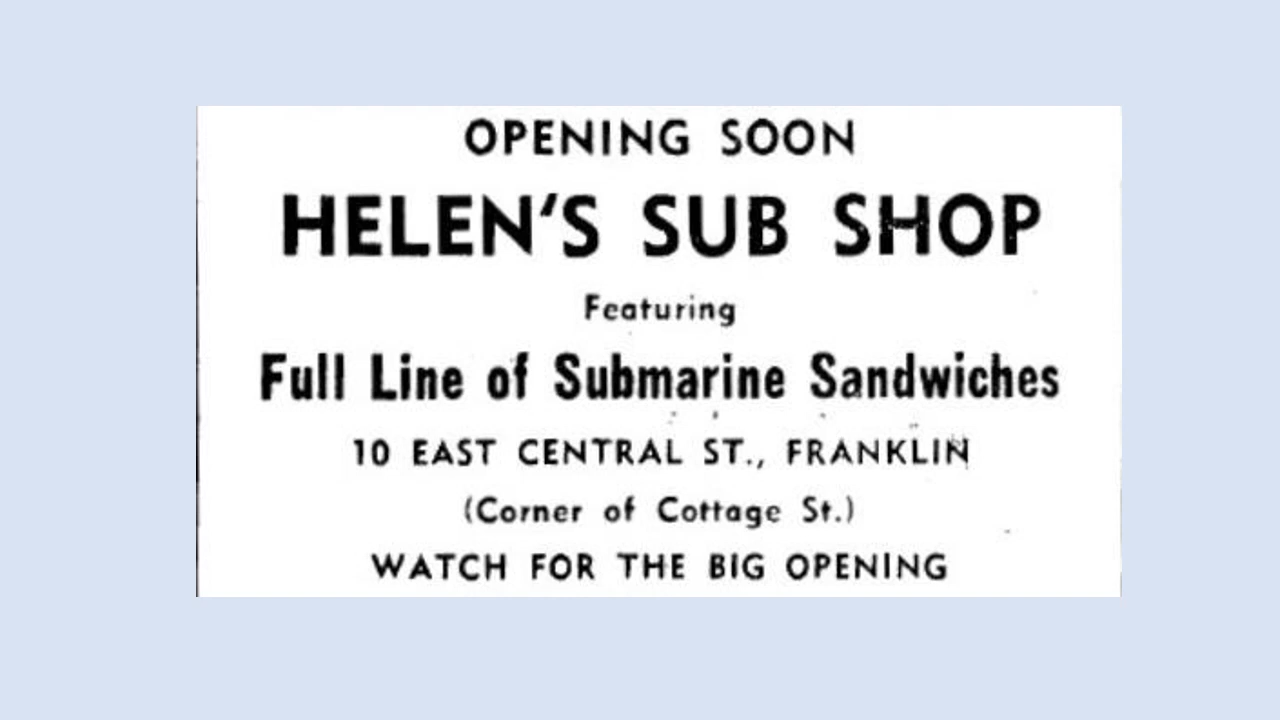 OPENING SOON
HELEN'S SUB SHOP
Featuring
Full Line of Submarine Sandwiches
10 EAST CENTRAL ST., FRANKLIN
(Corner of Cottage St.)
WATCH FOR THE BIG OPENING